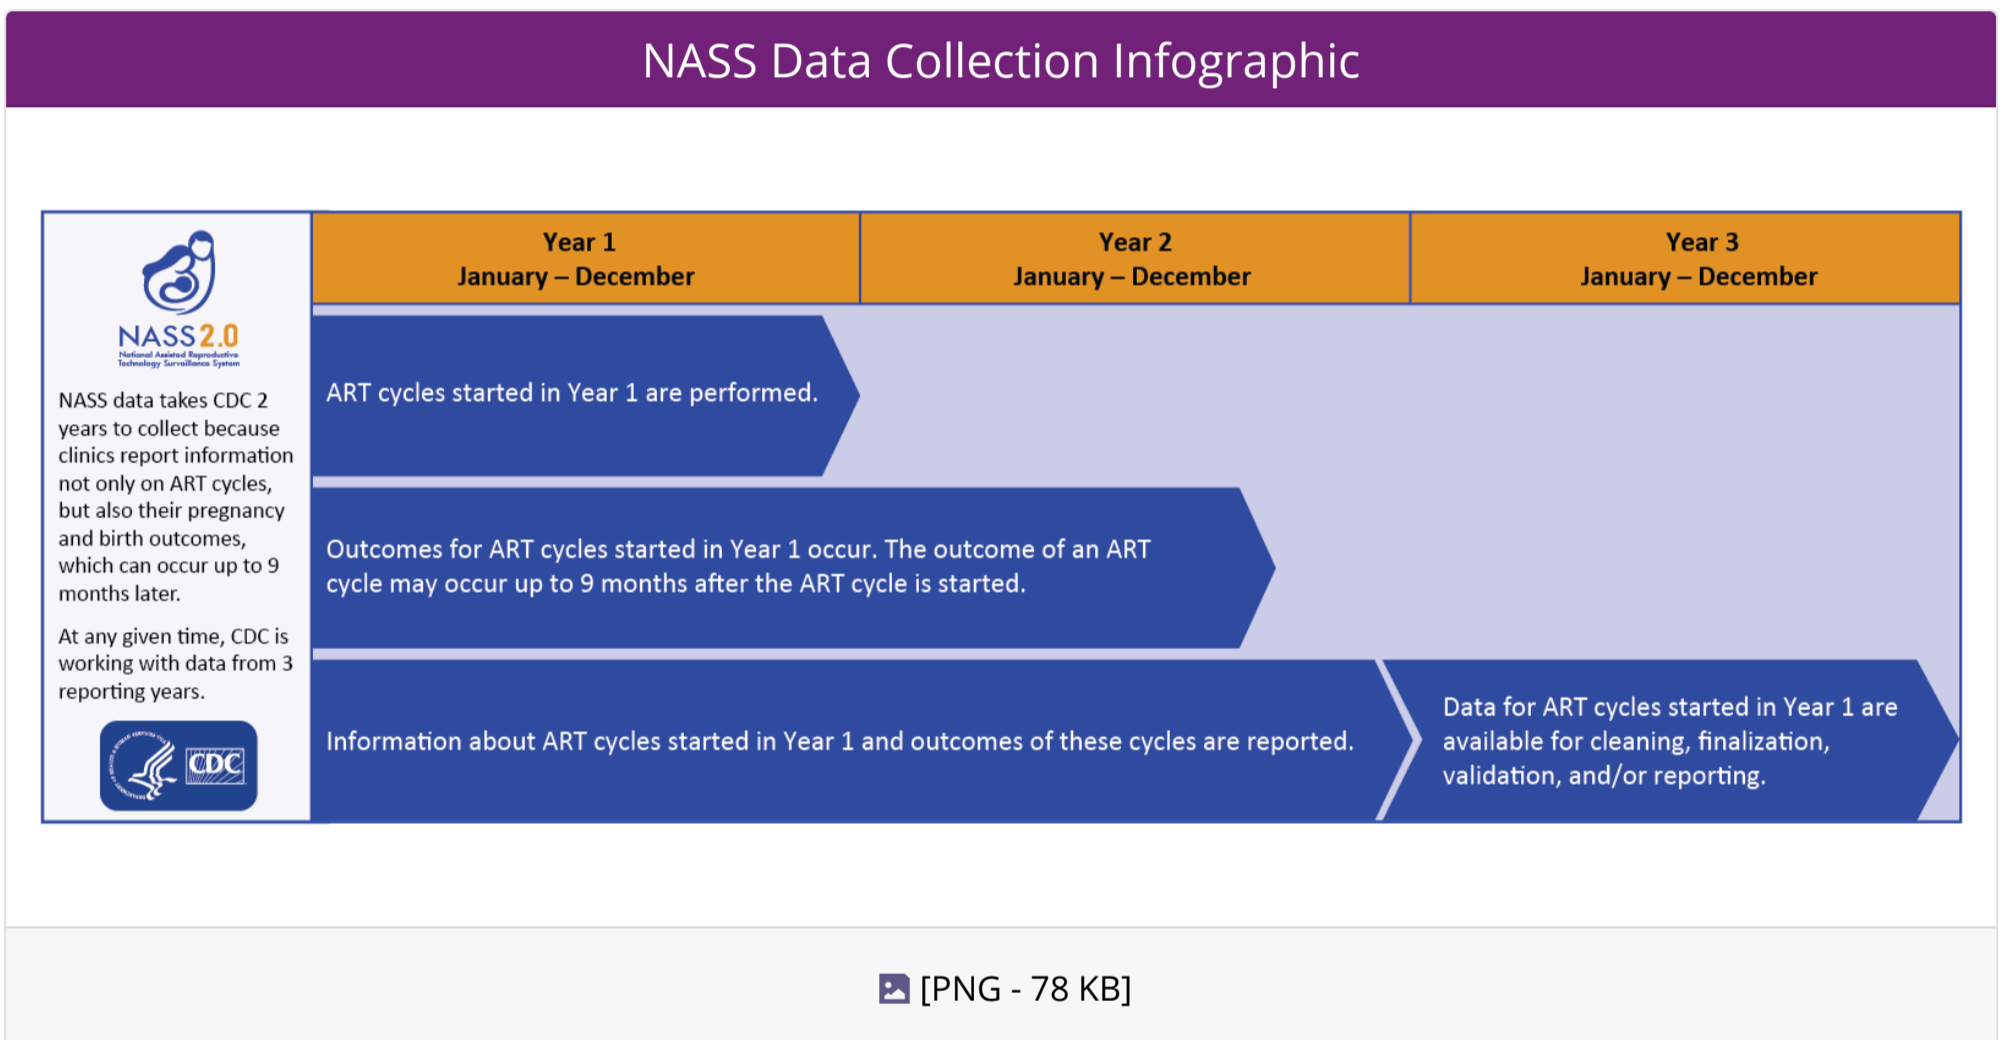 NASS Data Collection Infographic
NASS 2.0
National Assisted Reproductive
Technology Surveillance System
NASS data takes CDC 2
years to collect because
clinics report information
not only on ART cycles,
but also their pregnancy
and birth outcomes,
which can occur up to 9
months later.
At any given time, CDC is
working with data from 3
reporting years.
CDC
Year 1
January – December
Year 2
January – December
Year 3
January – December
ART cycles started in Year 1 are performed.
Outcomes for ART cycles started in Year 1 occur. The outcome of an ART
cycle may occur up to 9 months after the ART cycle is started.
Information about ART cycles started in Year 1 and outcomes of these cycles are reported.
Data for ART cycles started in Year 1 are
available for cleaning, finalization,
validation, and/or reporting.
[PNG - 78 KB]